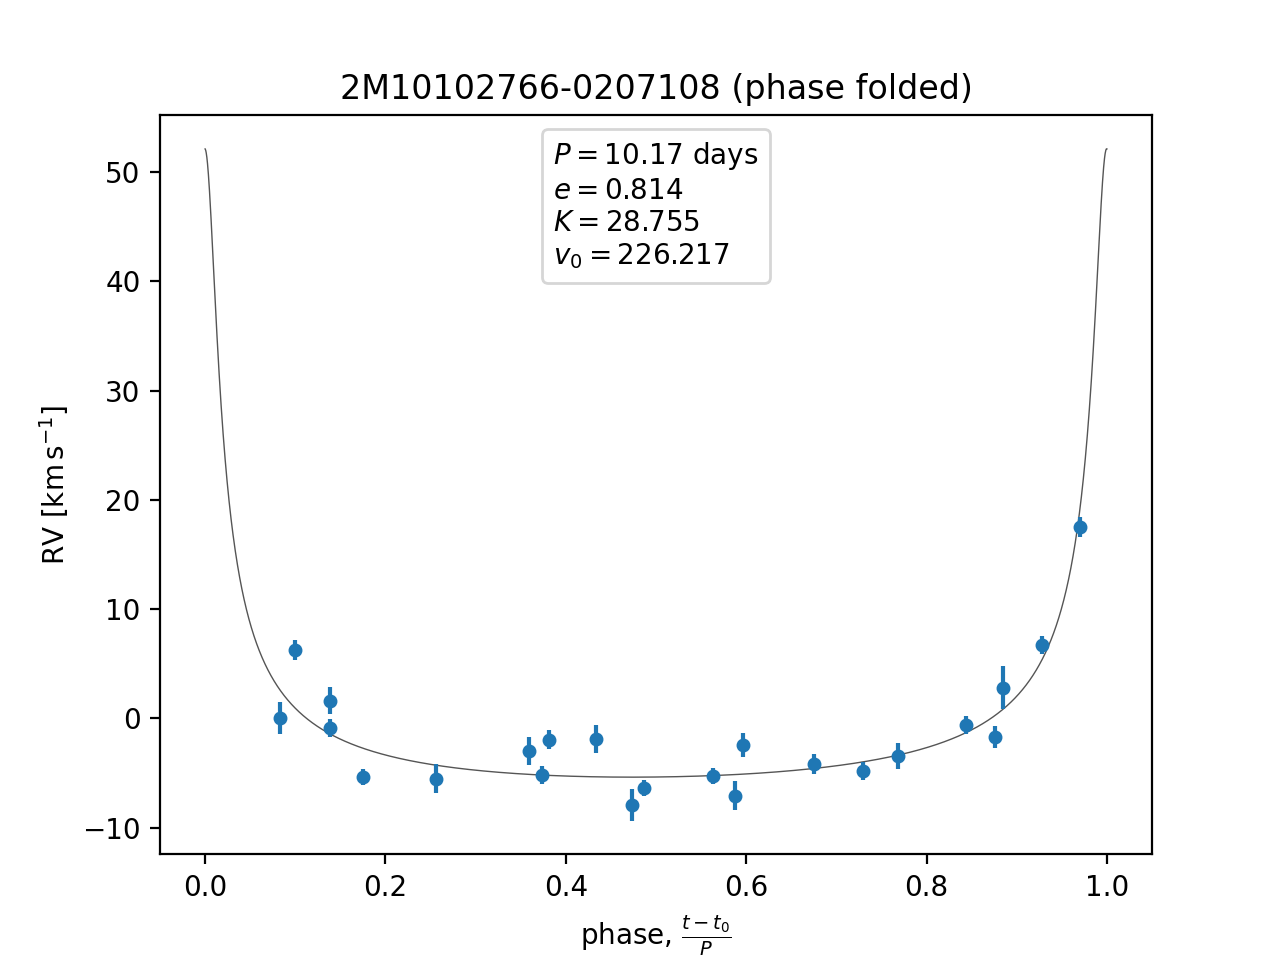 2M10102766-0207108 (phase folded)
P = 10.17 days
e = 0.814
K = 28.755
v₀ = 226.217
50
40
30
20
10
0
−10
RV [km s⁻¹]
0.0 0.2 0.4 0.6 0.8 1.0
phase, (t − t₀)/P